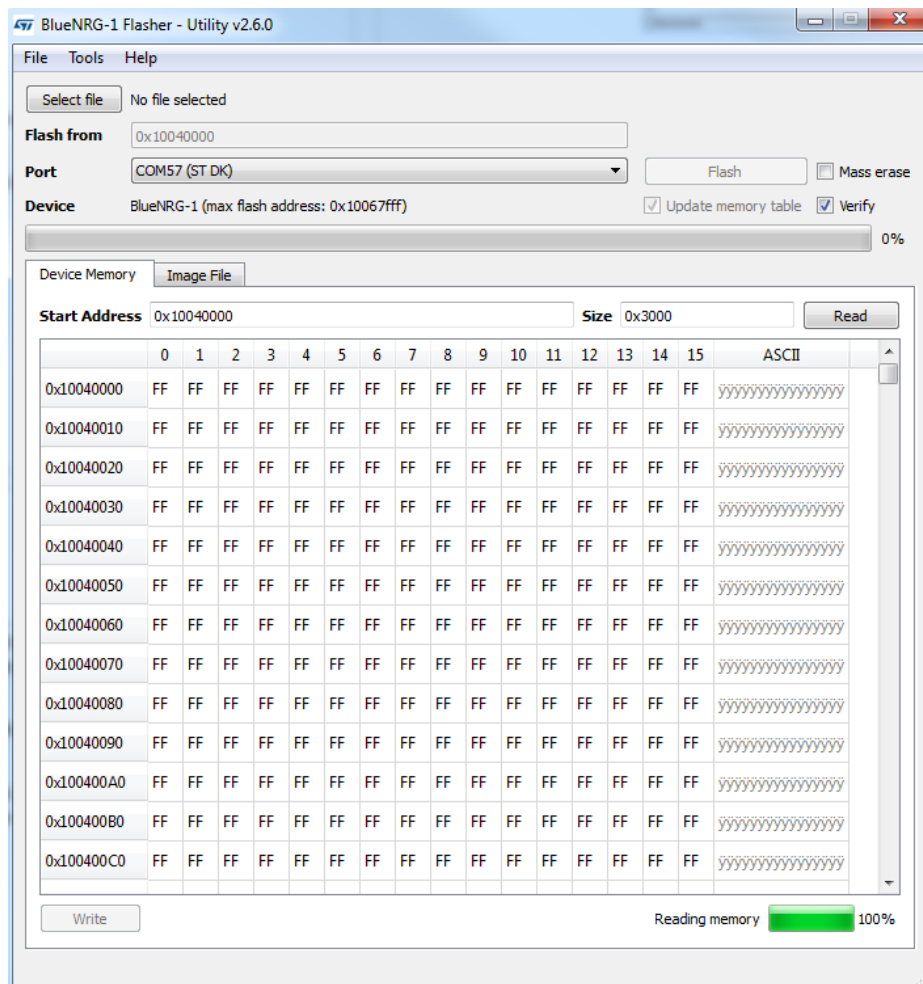 BlueNRG-1 Flasher - Utility v2.6.0
File Tools Help
Select file No file selected
Flash from 0x10040000
Port COM57 (ST DK) Flash Mass erase
Device BlueNRG-1 (max flash address: 0x10067fff) Update memory table Verify
0%
Device Memory Image File
Start Address 0x10040000 Size 0x3000 Read
0 1 2 3 4 5 6 7 8 9 10 11 12 13 14 15 ASCII
0x10040000 FF FF FF FF FF FF FF FF FF FF FF FF FF FF FF FF ÿÿÿÿÿÿÿÿÿÿÿÿÿÿÿÿ
0x10040010 FF FF FF FF FF FF FF FF FF FF FF FF FF FF FF FF ÿÿÿÿÿÿÿÿÿÿÿÿÿÿÿÿ
0x10040020 FF FF FF FF FF FF FF FF FF FF FF FF FF FF FF FF ÿÿÿÿÿÿÿÿÿÿÿÿÿÿÿÿ
0x10040030 FF FF FF FF FF FF FF FF FF FF FF FF FF FF FF FF ÿÿÿÿÿÿÿÿÿÿÿÿÿÿÿÿ
0x10040040 FF FF FF FF FF FF FF FF FF FF FF FF FF FF FF FF ÿÿÿÿÿÿÿÿÿÿÿÿÿÿÿÿ
0x10040050 FF FF FF FF FF FF FF FF FF FF FF FF FF FF FF FF ÿÿÿÿÿÿÿÿÿÿÿÿÿÿÿÿ
0x10040060 FF FF FF FF FF FF FF FF FF FF FF FF FF FF FF FF ÿÿÿÿÿÿÿÿÿÿÿÿÿÿÿÿ
0x10040070 FF FF FF FF FF FF FF FF FF FF FF FF FF FF FF FF ÿÿÿÿÿÿÿÿÿÿÿÿÿÿÿÿ
0x10040080 FF FF FF FF FF FF FF FF FF FF FF FF FF FF FF FF ÿÿÿÿÿÿÿÿÿÿÿÿÿÿÿÿ
0x10040090 FF FF FF FF FF FF FF FF FF FF FF FF FF FF FF FF ÿÿÿÿÿÿÿÿÿÿÿÿÿÿÿÿ
0x100400A0 FF FF FF FF FF FF FF FF FF FF FF FF FF FF FF FF ÿÿÿÿÿÿÿÿÿÿÿÿÿÿÿÿ
0x100400B0 FF FF FF FF FF FF FF FF FF FF FF FF FF FF FF FF ÿÿÿÿÿÿÿÿÿÿÿÿÿÿÿÿ
0x100400C0 FF FF FF FF FF FF FF FF FF FF FF FF FF FF FF FF ÿÿÿÿÿÿÿÿÿÿÿÿÿÿÿÿ
Write Reading memory 100%